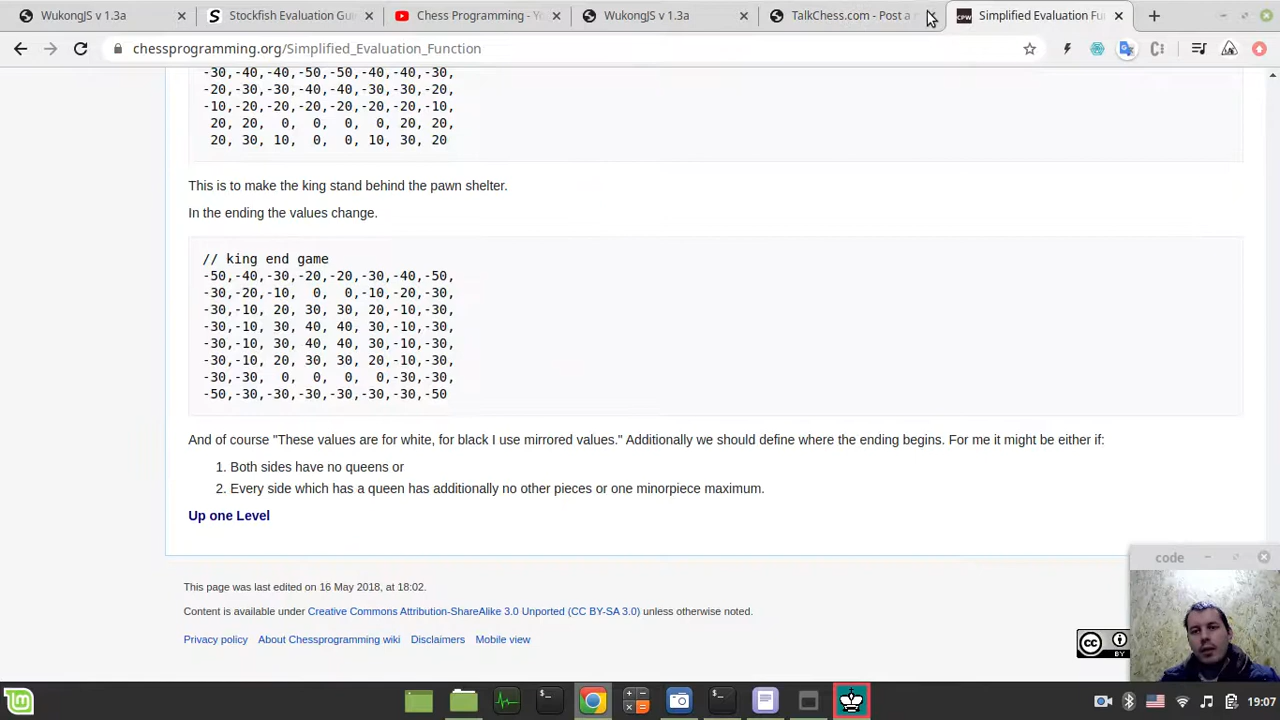 WukongJS v 1.3a
Stockfish Evaluation Gui
Chess Programming - Yo
WukongJS v 1.3a
TalkChess.com - Post a
Simplified Evaluation Fu
chessprogramming.org/Simplified_Evaluation_Function
-30,-40,-40,-50,-50,-40,-40,-30,
-20,-30,-30,-40,-40,-30,-30,-20,
-10,-20,-20,-20,-20,-20,-20,-10,
20, 20, 0, 0, 0, 0, 20, 20,
20, 30, 10, 0, 0, 10, 30, 20
This is to make the king stand behind the pawn shelter.
In the ending the values change.
// king end game
-50,-40,-30,-20,-20,-30,-40,-50,
-30,-20,-10, 0, 0,-10,-20,-30,
-30,-10, 20, 30, 30, 20,-10,-30,
-30,-10, 30, 40, 40, 30,-10,-30,
-30,-10, 30, 40, 40, 30,-10,-30,
-30,-10, 20, 30, 30, 20,-10,-30,
-30,-30, 0, 0, 0, 0,-30,-30,
-50,-30,-30,-30,-30,-30,-30,-50
And of course "These values are for white, for black I use mirrored values." Additionally we should define where the ending begins. For me it might be either if:
1. Both sides have no queens or
2. Every side which has a queen has additionally no other pieces or one minorpiece maximum.
Up one Level
code
This page was last edited on 16 May 2018, at 18:02.
Content is available under Creative Commons Attribution-ShareAlike 3.0 Unported (CC BY-SA 3.0) unless otherwise noted.
Privacy policy About Chessprogramming wiki Disclaimers Mobile view
cc BY
19:07